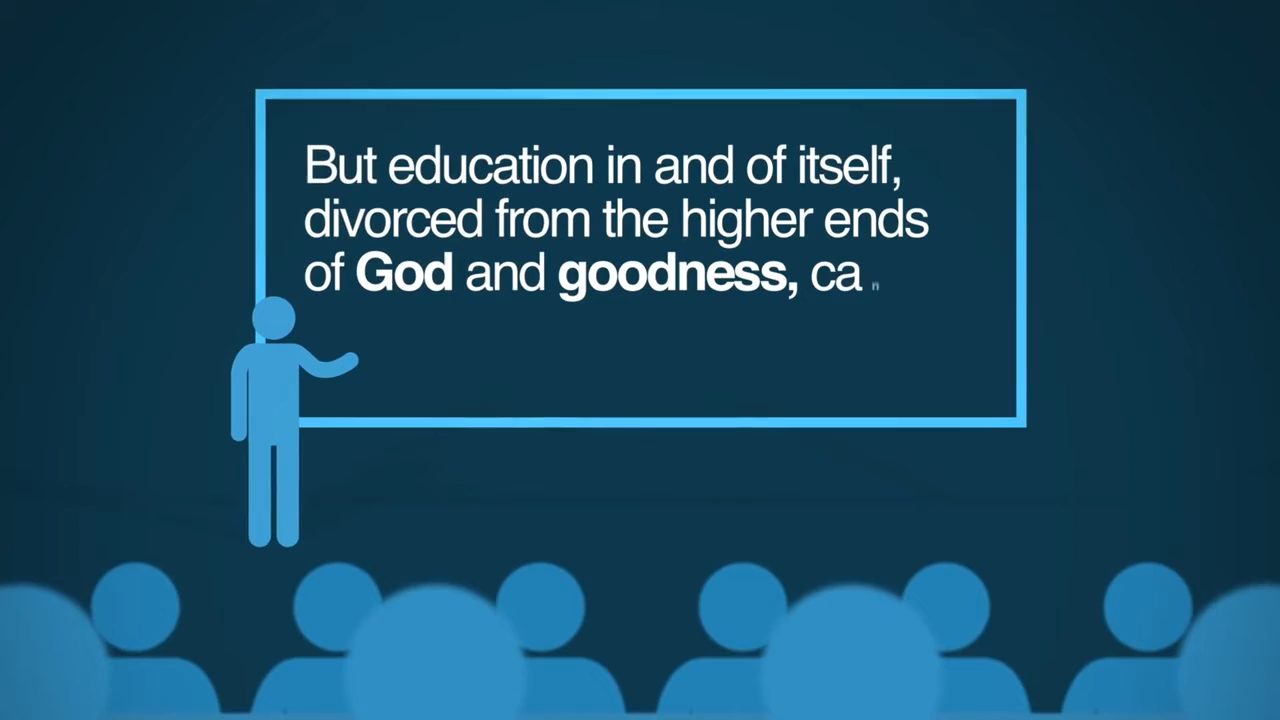 But education in and of itself,
divorced from the higher ends
of God and goodness, ca n